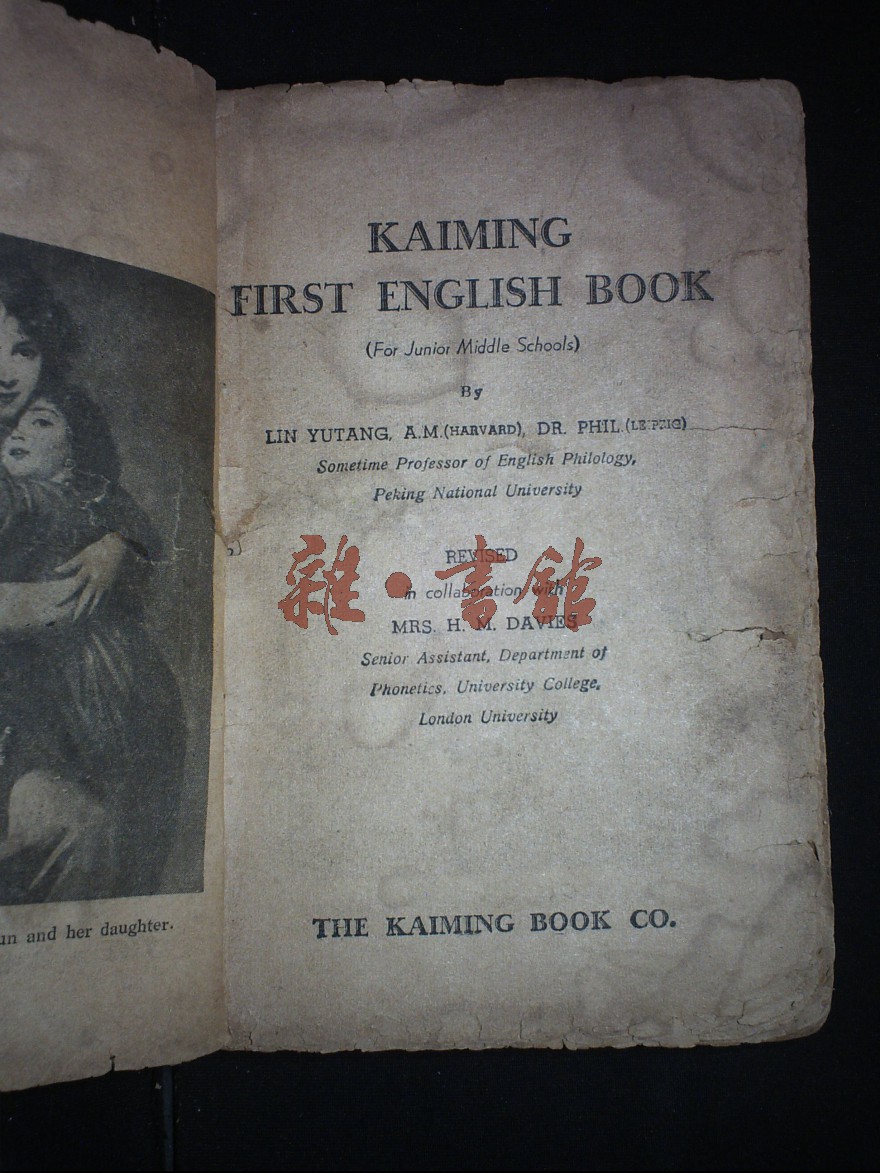 un and her daughter.
KAIMING
FIRST ENGLISH BOOK
(For Junior Middle Schools)
By
LIN YUTANG, A.M.(HARVARD), DR. PHIL.(LEIPZIG)
Sometime Professor of English Philology,
Peking National University
REVISED
in collaboration with
MRS. H. M. DAVIES
Senior Assistant, Department of
Phonetics, University College,
London University
THE KAIMING BOOK CO.
雜·書館